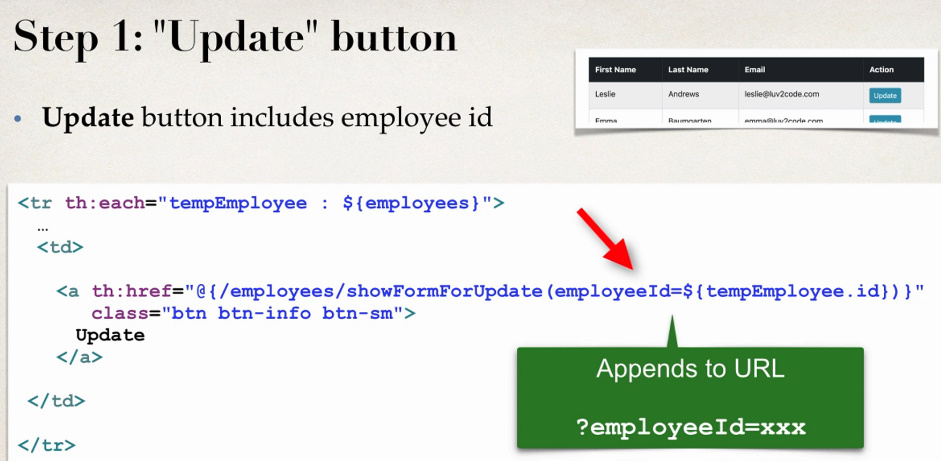 Step 1: "Update" button
• Update button includes employee id
First Name Last Name Email Action
Leslie Andrews leslie@luv2code.com Update
Emma Baumgarten emma@luv2code.com Update
<tr th:each="tempEmployee : ${employees}">
…
<td>
<a th:href="@{/employees/showFormForUpdate(employeeId=${tempEmployee.id})}"
class="btn btn-info btn-sm">
Update
</a>
</td>
</tr>
Appends to URL
?employeeId=xxx